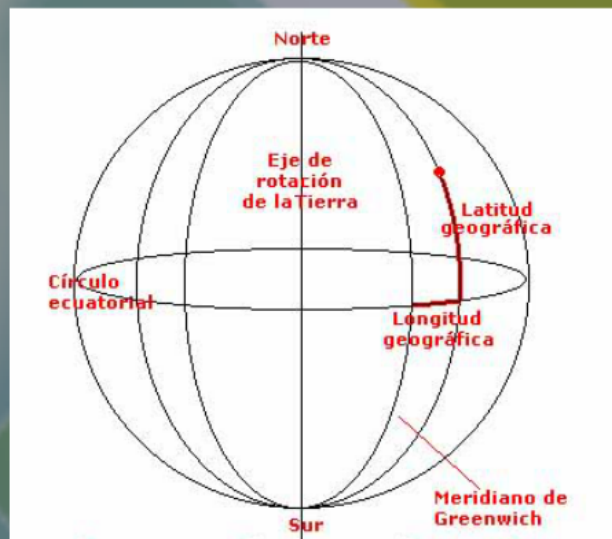 Norte
Eje de
rotación
de laTierra
Latitud
geográfica
Círculo
ecuatorial
Longitud
geográfica
Meridiano de
Greenwich
Sur